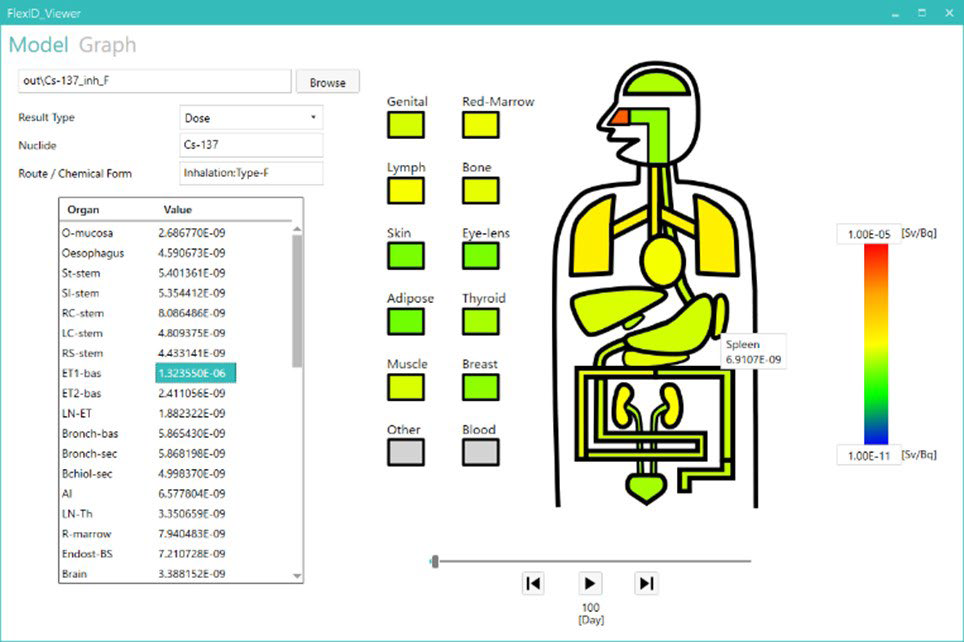 FlexID_Viewer
Model Graph
out\Cs-137_inh_F
Browse
Result Type
Dose
Nuclide
Cs-137
Route / Chemical Form
Inhalation:Type-F
Organ Value
O-mucosa 2.686770E-09
Oesophagus 4.590673E-09
St-stem 5.401361E-09
SI-stem 5.354412E-09
RC-stem 8.086486E-09
LC-stem 4.809375E-09
RS-stem 4.433141E-09
ET1-bas 1.323550E-06
ET2-bas 2.411056E-09
LN-ET 1.882322E-09
Bronch-bas 5.865430E-09
Bronch-sec 5.868198E-09
Bchiol-sec 4.998370E-09
AI 6.577804E-09
LN-Th 3.350659E-09
R-marrow 7.940483E-09
Endost-BS 7.210728E-09
Brain 3.388152E-09
Genital Red-Marrow
Lymph Bone
Skin Eye-lens
Adipose Thyroid
Muscle Breast
Other Blood
Spleen
6.9107E-09
1.00E-05 [Sv/Bq]
1.00E-11 [Sv/Bq]
100
[Day]